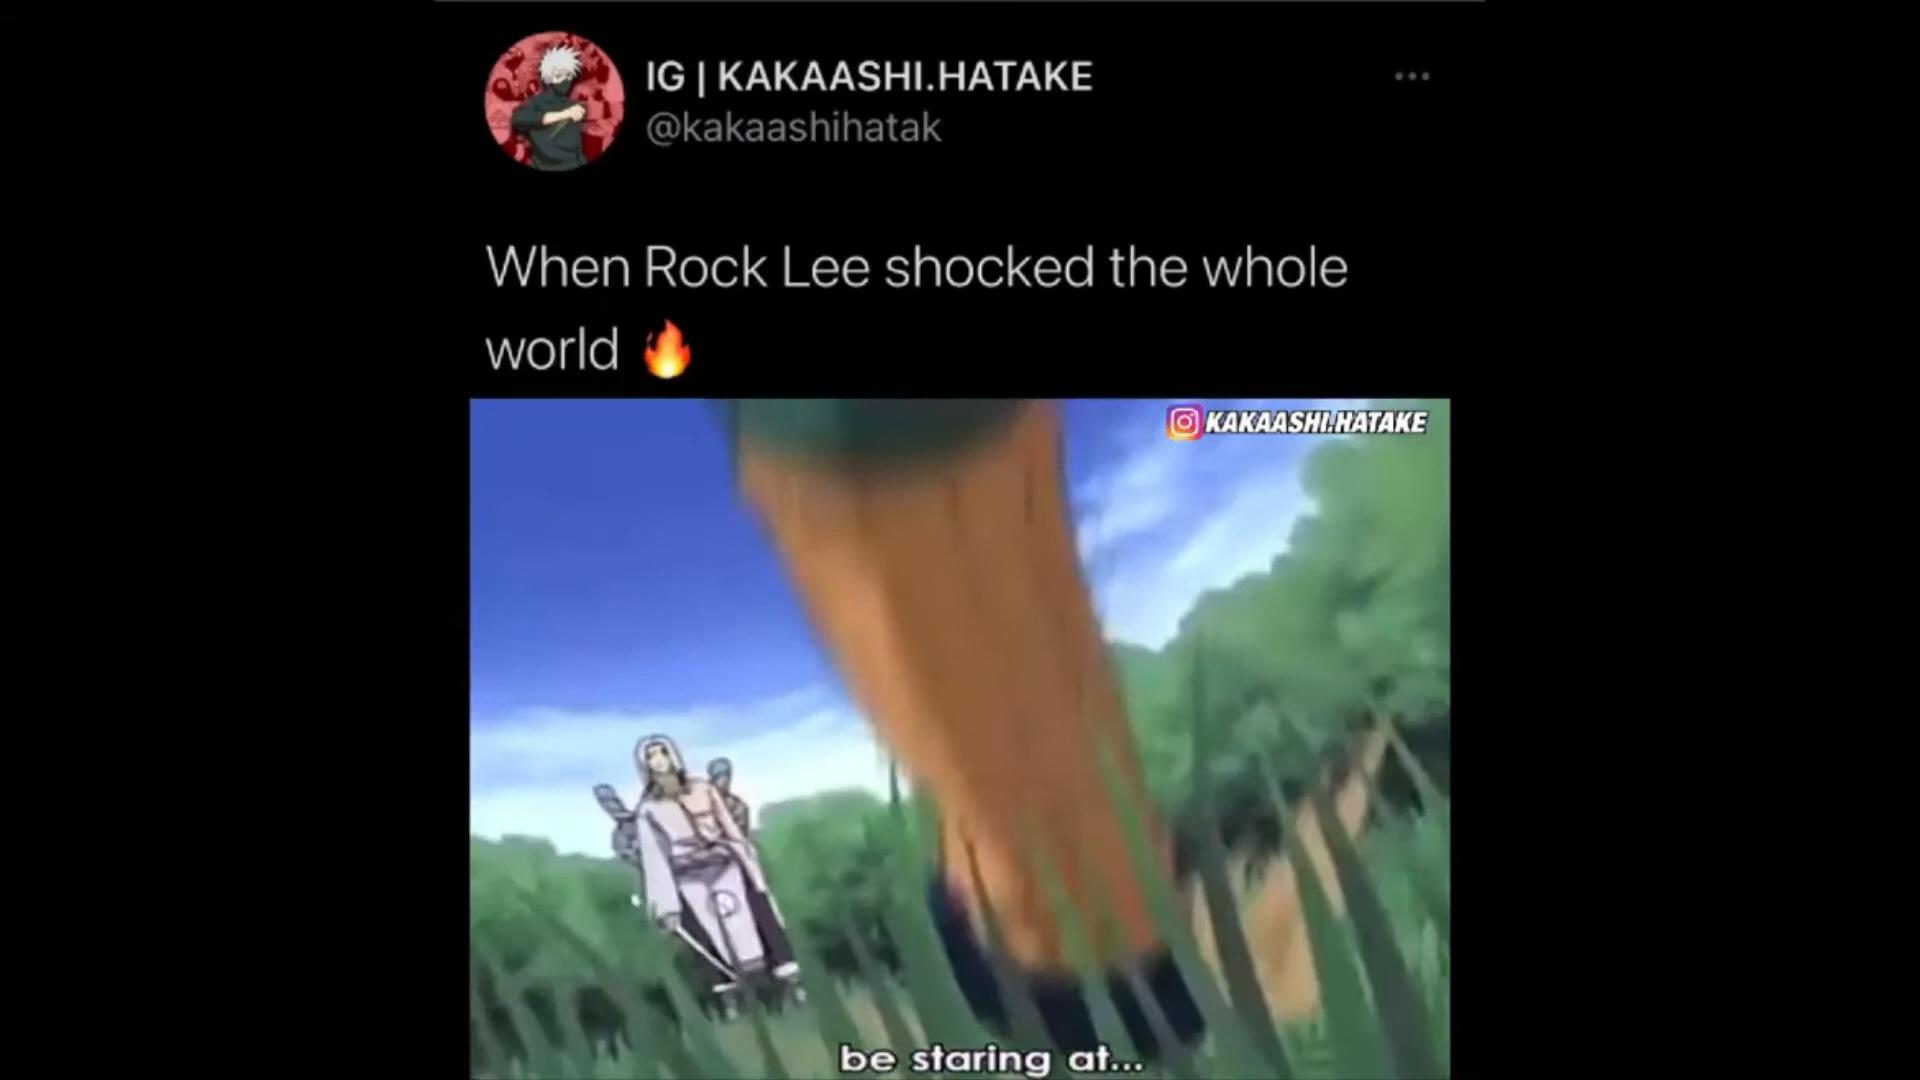 IG | KAKAASHI.HATAKE
@kakaashihatak
When Rock Lee shocked the whole
world 🔥
KAKAASHI.HATAKE
be staring at...